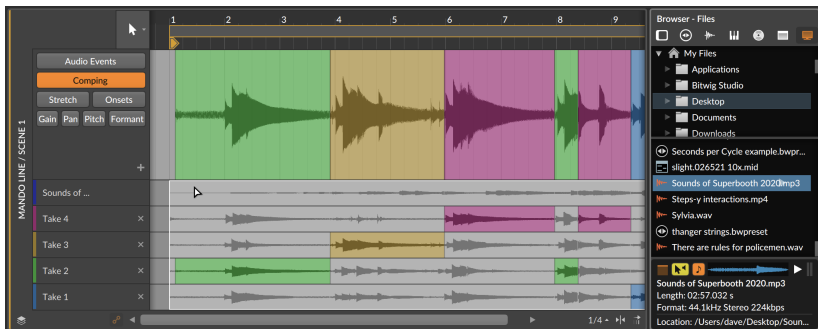 1 2 3 4 5 6 7 8 9
MANDO LINE / SCENE 1
Audio Events
Comping
Stretch Onsets
Gain Pan Pitch Formant
+
Sounds of ...
Take 4 ×
Take 3 ×
Take 2 ×
Take 1 ×
1/4
Browser - Files
My Files
Applications
Bitwig Studio
Desktop
Documents
Downloads
Seconds per Cycle example.bwpr...
slight.026521 10x.mid
Sounds of Superbooth 2020.mp3
Steps-y interactions.mp4
Sylvia.wav
thanger strings.bwpreset
There are rules for policemen.wav
Sounds of Superbooth 2020.mp3
Length: 02:57.032 s
Format: 44.1kHz Stereo 224kbps
Location: /Users/dave/Desktop/Soun...